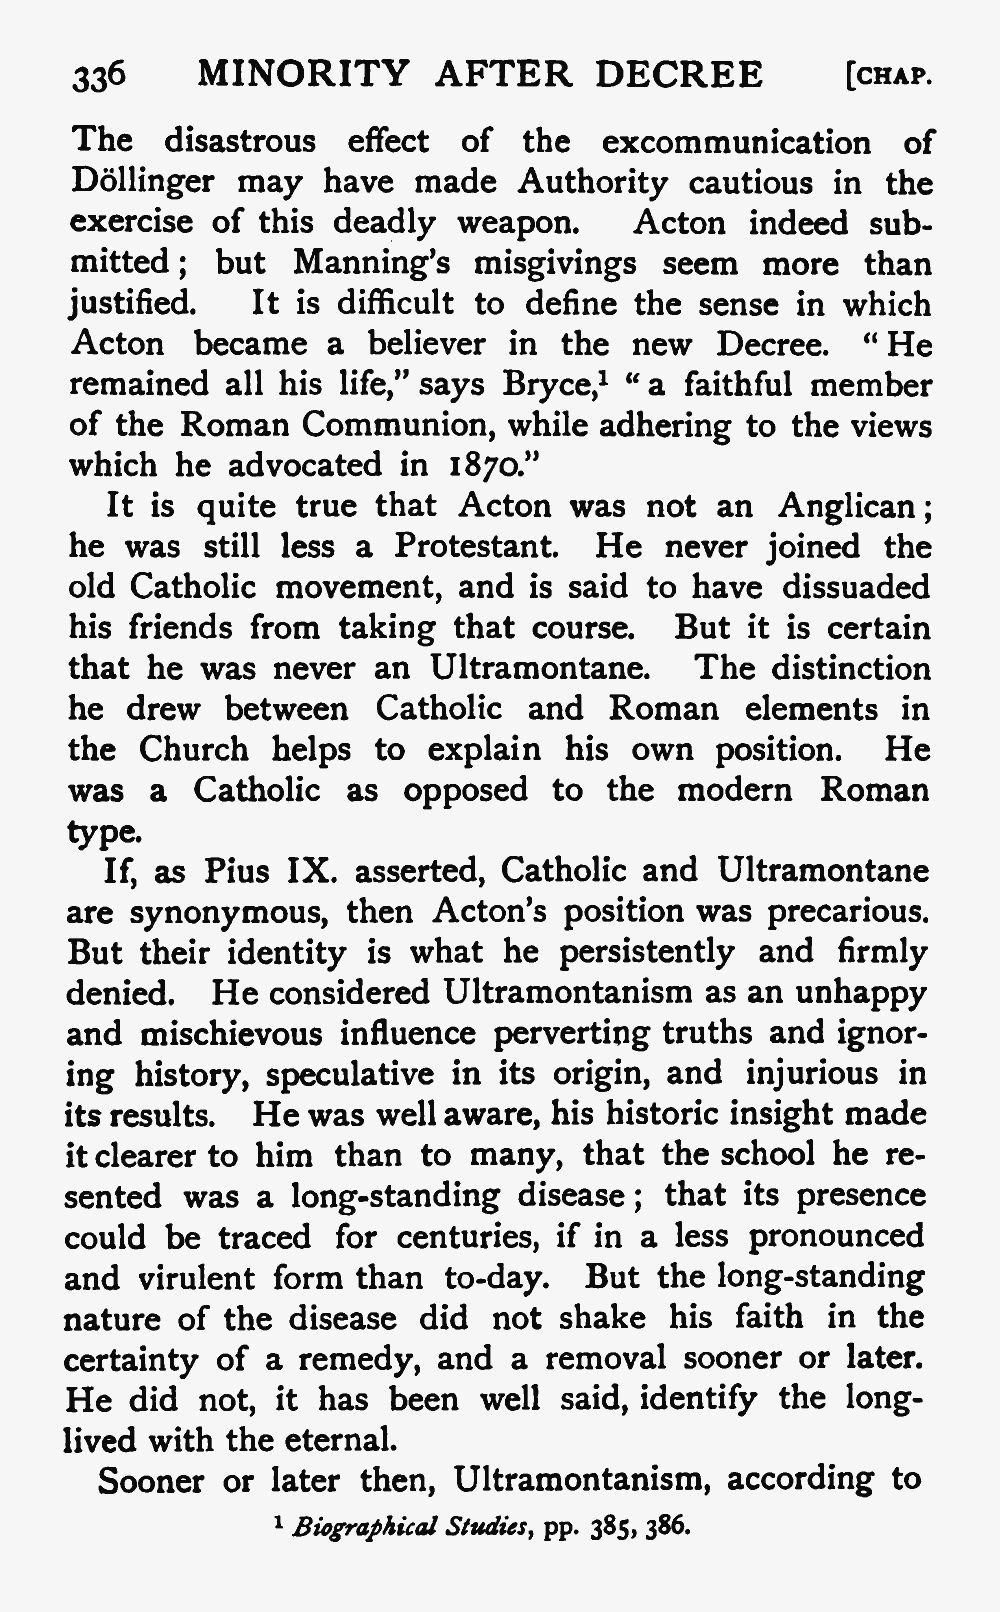 336 MINORITY AFTER DECREE [CHAP.
The disastrous effect of the excommunication of
Döllinger may have made Authority cautious in the
exercise of this deadly weapon. Acton indeed sub-
mitted ; but Manning's misgivings seem more than
justified. It is difficult to define the sense in which
Acton became a believer in the new Decree. “ He
remained all his life,” says Bryce,¹ “ a faithful member
of the Roman Communion, while adhering to the views
which he advocated in 1870.”
It is quite true that Acton was not an Anglican ;
he was still less a Protestant. He never joined the
old Catholic movement, and is said to have dissuaded
his friends from taking that course. But it is certain
that he was never an Ultramontane. The distinction
he drew between Catholic and Roman elements in
the Church helps to explain his own position. He
was a Catholic as opposed to the modern Roman
type.
If, as Pius IX. asserted, Catholic and Ultramontane
are synonymous, then Acton's position was precarious.
But their identity is what he persistently and firmly
denied. He considered Ultramontanism as an unhappy
and mischievous influence perverting truths and ignor-
ing history, speculative in its origin, and injurious in
its results. He was well aware, his historic insight made
it clearer to him than to many, that the school he re-
sented was a long-standing disease ; that its presence
could be traced for centuries, if in a less pronounced
and virulent form than to-day. But the long-standing
nature of the disease did not shake his faith in the
certainty of a remedy, and a removal sooner or later.
He did not, it has been well said, identify the long-
lived with the eternal.
Sooner or later then, Ultramontanism, according to
¹ Biographical Studies, pp. 385, 386.